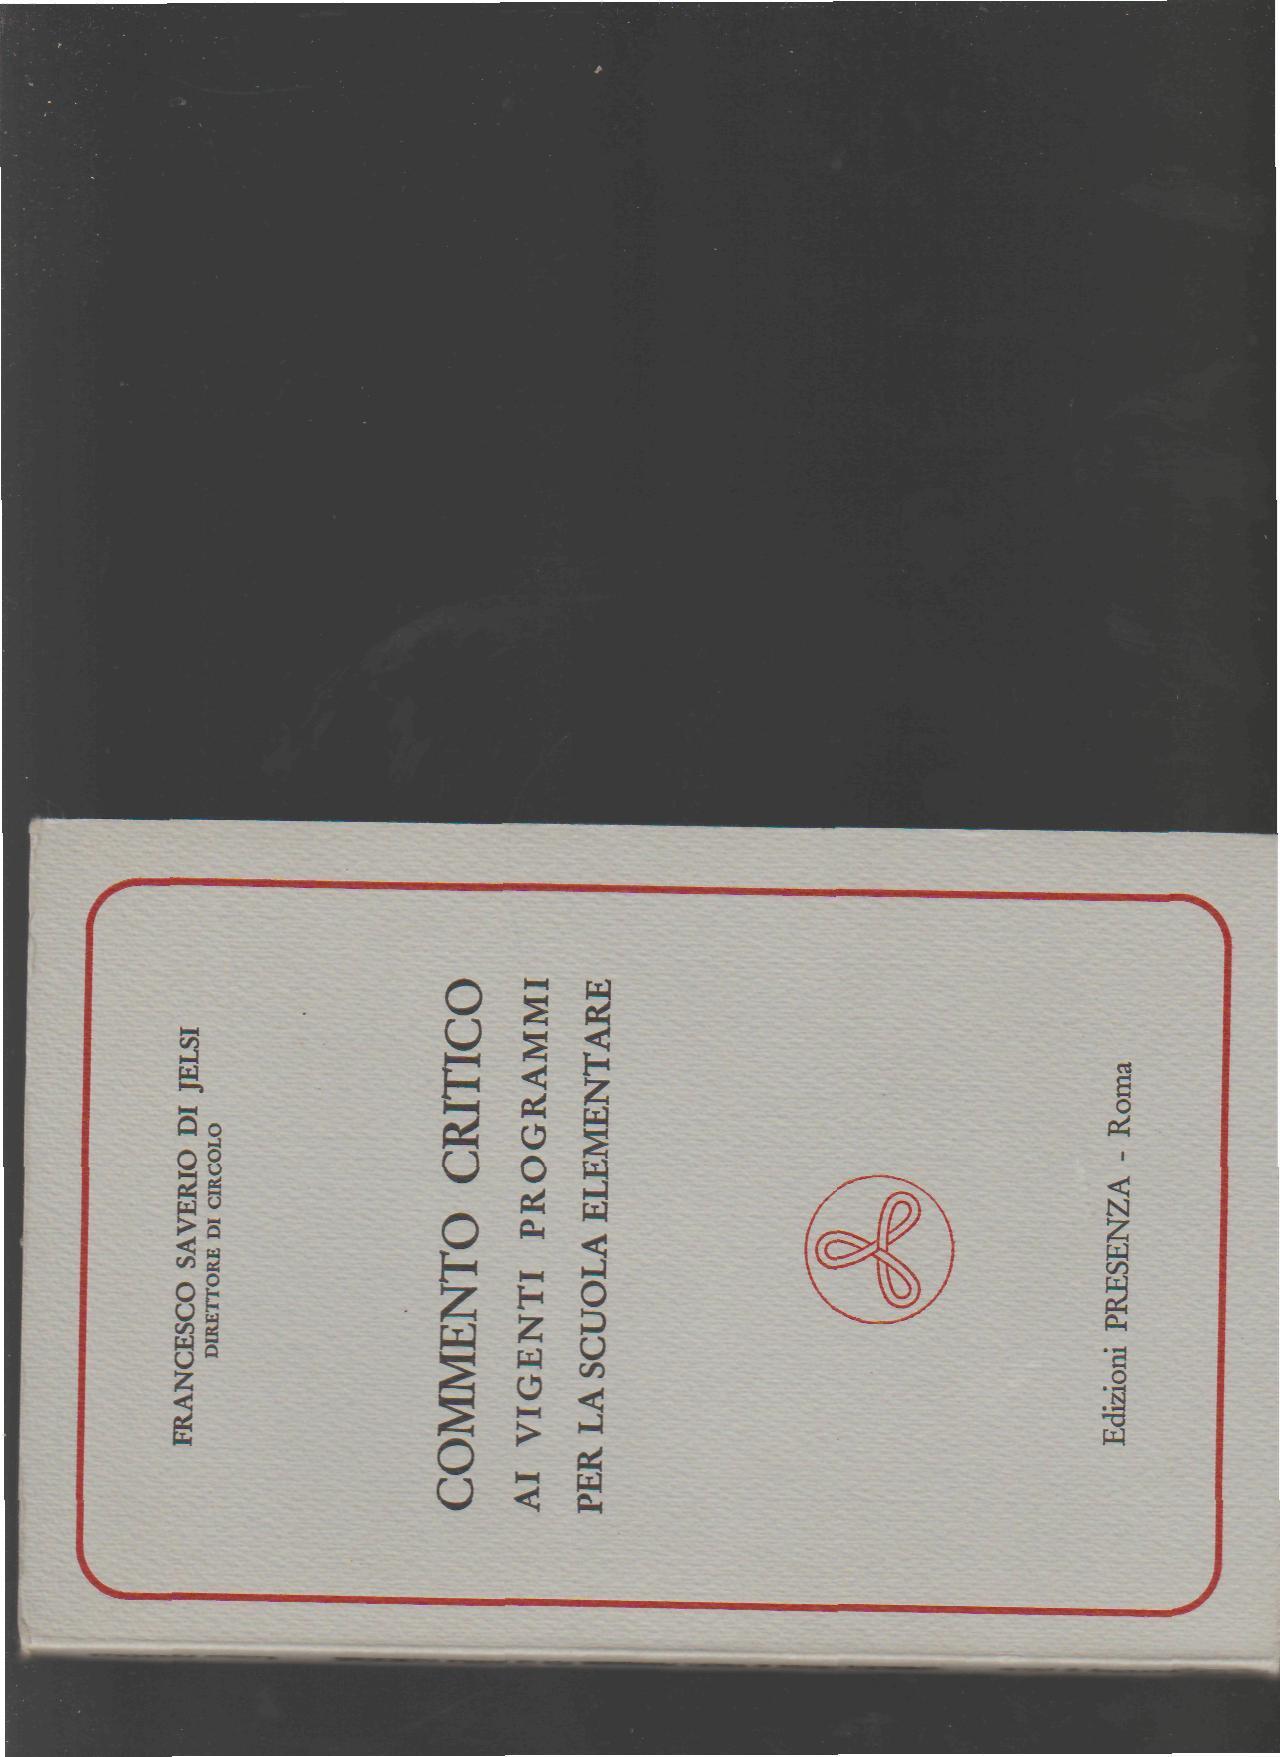 FRANCESCO SAVERIO DI JELSI
DIRETTORE DI CIRCOLO
COMMENTO CRITICO
AI VIGENTI PROGRAMMI
PER LA SCUOLA ELEMENTARE
Edizioni PRESENZA - Roma